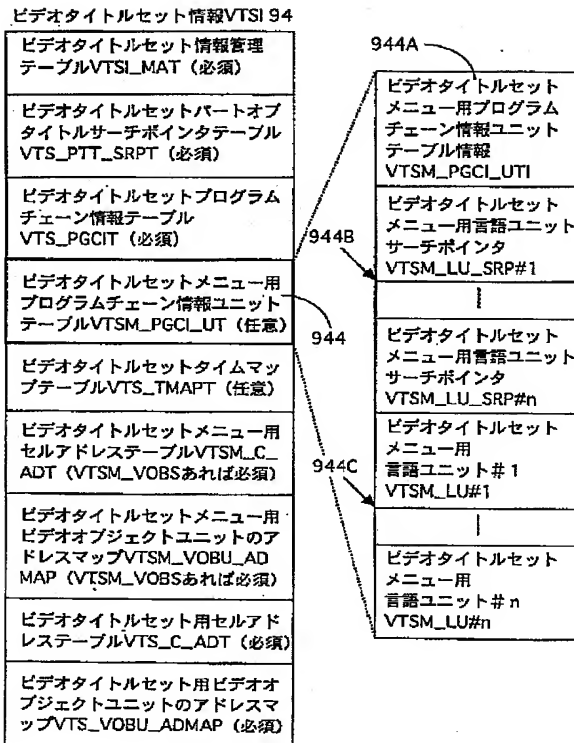 ビデオタイトルセット情報VTSI 94
ビデオタイトルセット情報管理
テーブルVTSI_MAT（必須）
ビデオタイトルセットパートオブ
タイトルサーチポインタテーブル
VTS_PTT_SRPT（必須）
ビデオタイトルセットプログラム
チェーン情報テーブル
VTS_PGCIT（必須）
ビデオタイトルセットメニュー用
プログラムチェーン情報ユニット
テーブルVTSM_PGCI_UT（任意）
ビデオタイトルセットタイムマッ
プテーブルVTS_TMAPT（任意）
ビデオタイトルセットメニュー用
セルアドレステーブルVTSM_C_
ADT（VTSM_VOBSあれば必須）
ビデオタイトルセットメニュー用
ビデオオブジェクトユニットのア
ドレスマップVTSM_VOBU_AD
MAP（VTSM_VOBSあれば必須）
ビデオタイトルセット用セルアド
レステーブルVTS_C_ADT（必須）
ビデオタイトルセット用ビデオオ
ブジェクトユニットのアドレスマ
ップVTS_VOBU_ADMAP（必須）
944
944A
944B
944C
ビデオタイトルセット
メニュー用プログラム
チェーン情報ユニット
テーブル情報
VTSM_PGCI_UTI
ビデオタイトルセット
メニュー用言語ユニット
サーチポインタ
VTSM_LU_SRP#1
ビデオタイトルセット
メニュー用言語ユニット
サーチポインタ
VTSM_LU_SRP#n
ビデオタイトルセット
メニュー用
言語ユニット＃1
VTSM_LU#1
ビデオタイトルセット
メニュー用
言語ユニット＃n
VTSM_LU#n